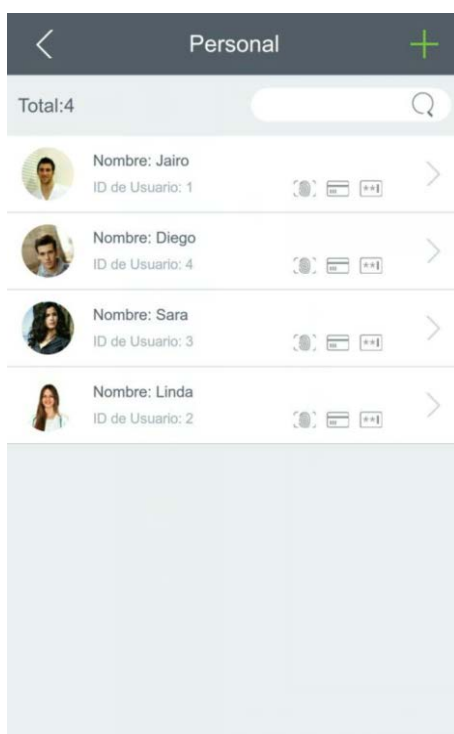 Personal
Total:4
Nombre: Jairo
ID de Usuario: 1
Nombre: Diego
ID de Usuario: 4
Nombre: Sara
ID de Usuario: 3
Nombre: Linda
ID de Usuario: 2